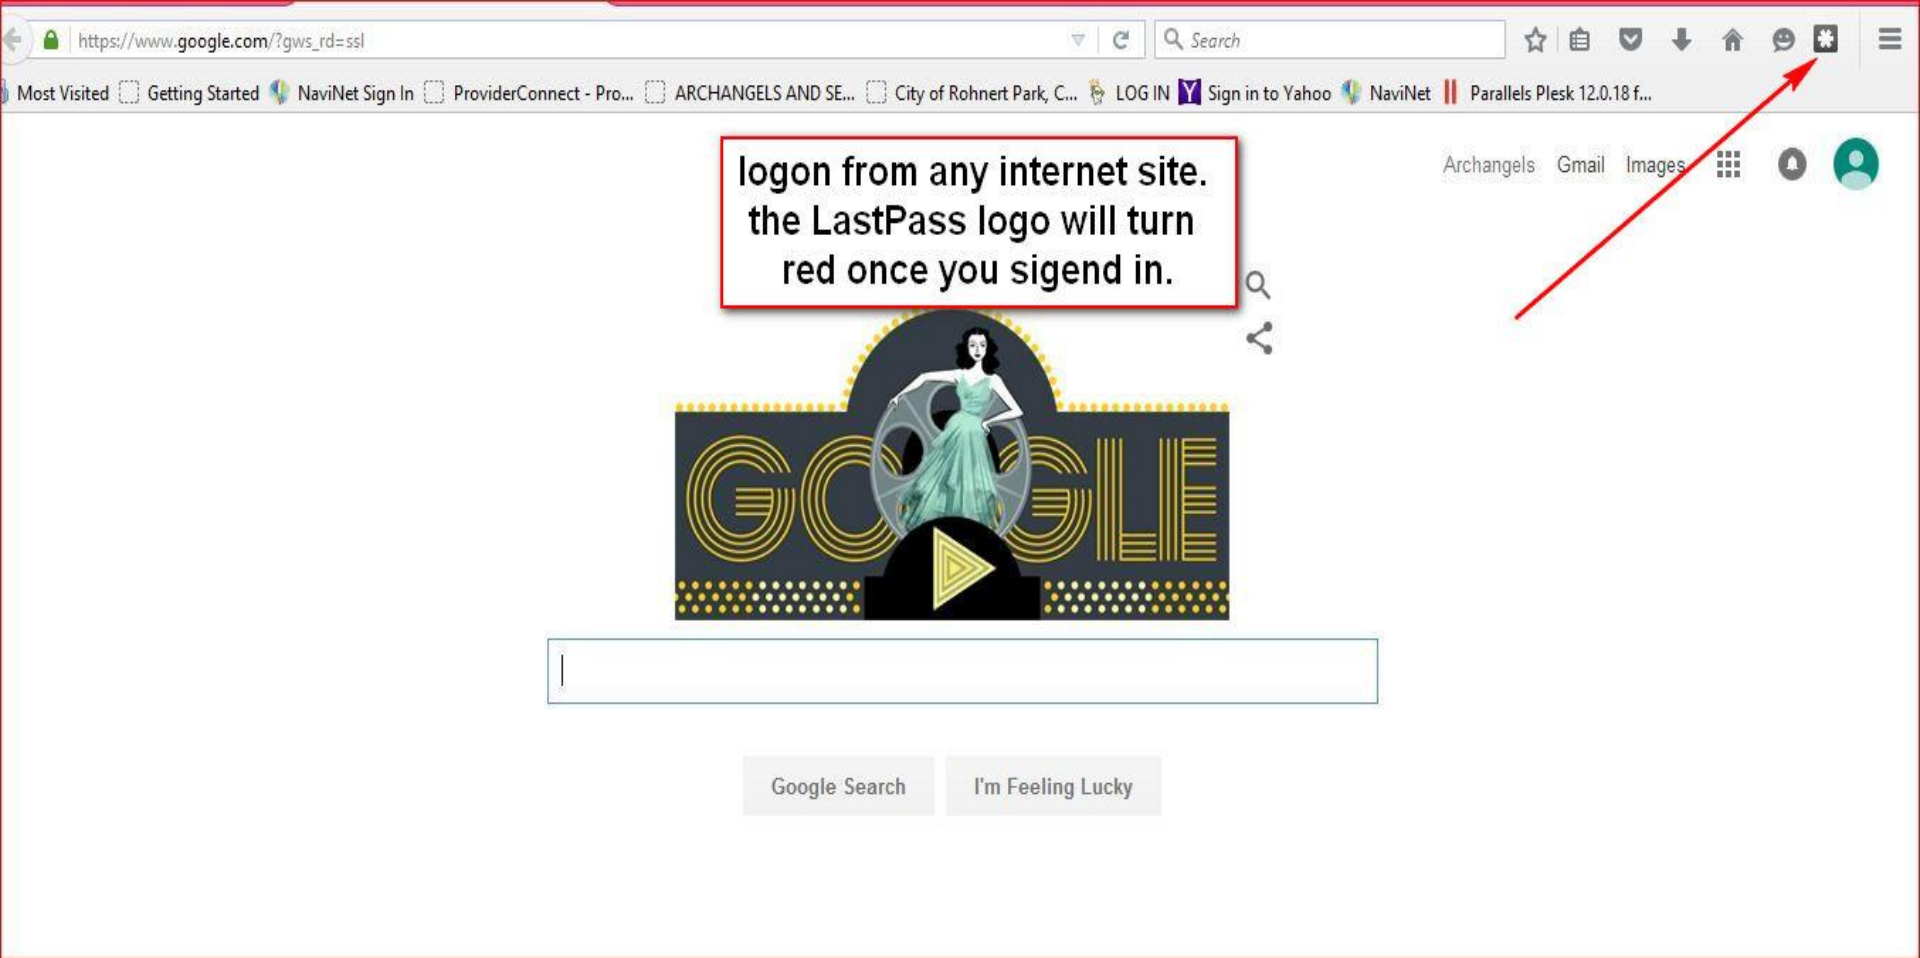 https://www.google.com/?gws_rd=ssl Search
Most Visited Getting Started NaviNet Sign In ProviderConnect - Pro... ARCHANGELS AND SE... City of Rohnert Park, C... LOG IN Y Sign in to Yahoo NaviNet Parallels Plesk 12.0.18 f...
logon from any internet site.
the LastPass logo will turn
red once you sigend in.
Archangels Gmail Images
GOOGLE
Google Search I'm Feeling Lucky